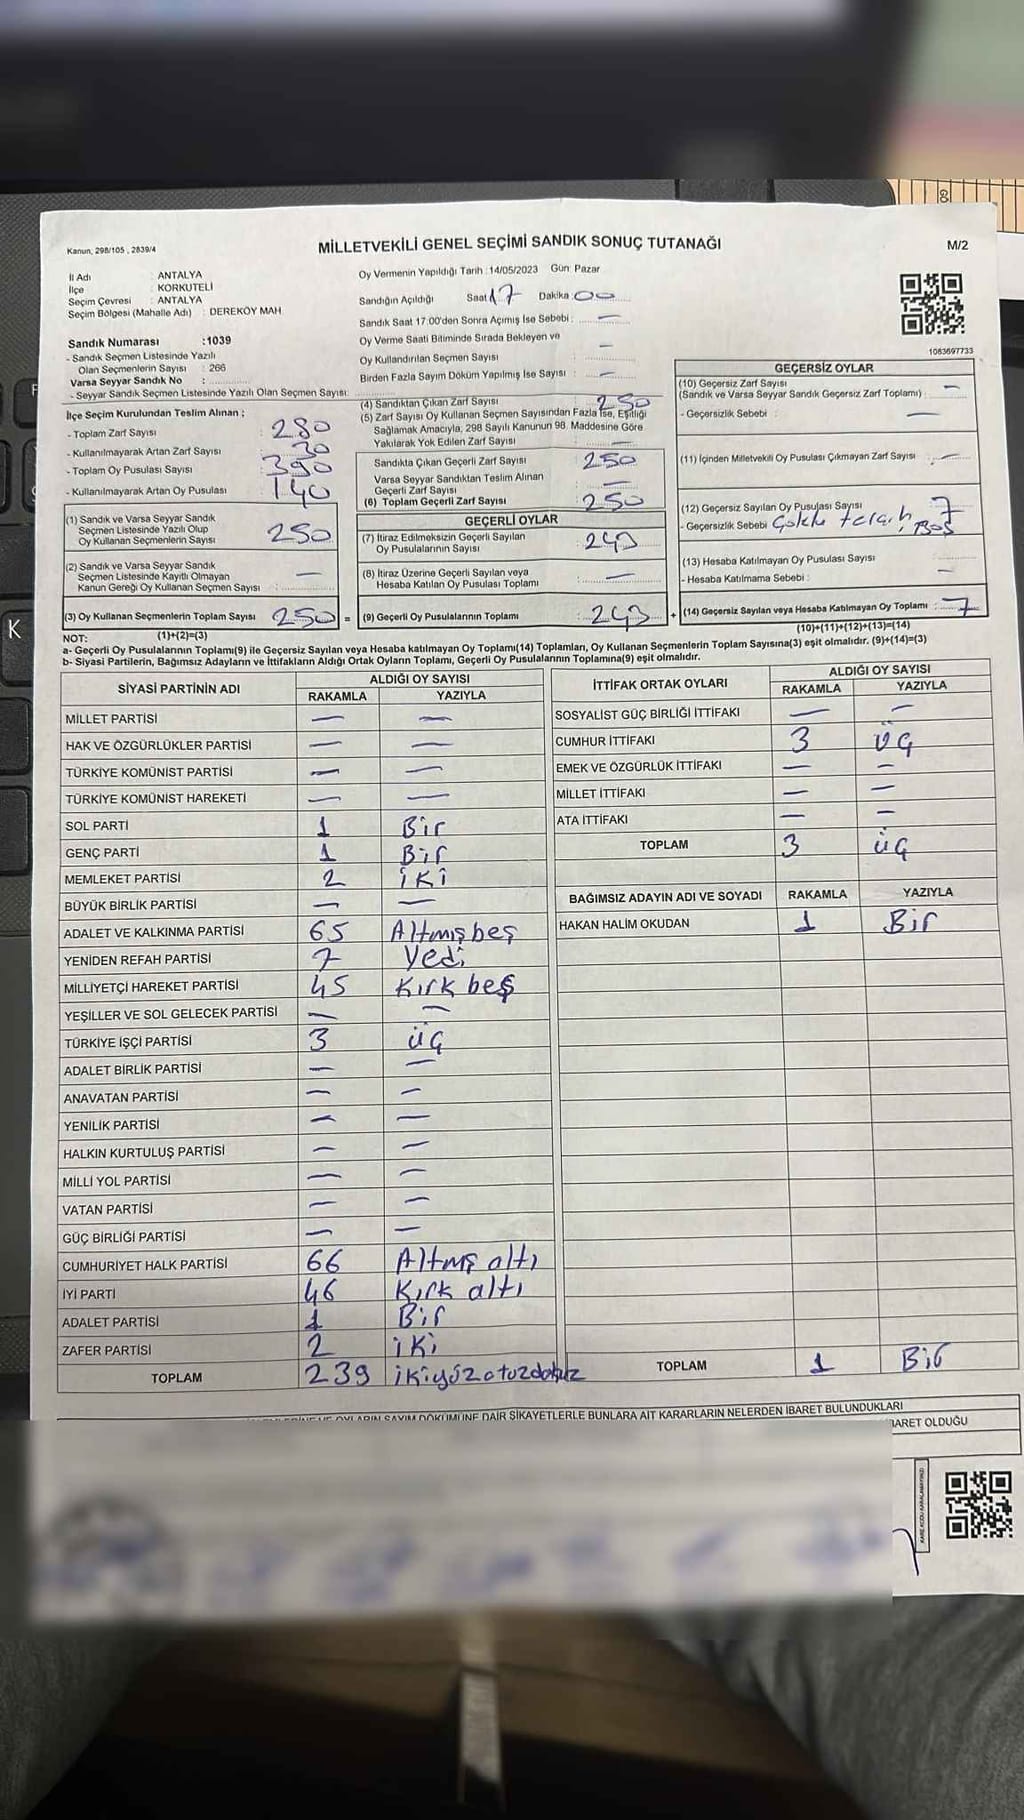 Kanun, 298/105 , 2839/4
MİLLETVEKİLİ GENEL SEÇİMİ SANDIK SONUÇ TUTANAĞI
M/2
İl Adı : ANTALYA
İlçe : KORKUTELİ
Seçim Çevresi : ANTALYA
Seçim Bölgesi (Mahalle Adı) : DEREKÖY MAH
Sandık Numarası :1039
- Sandık Seçmen Listesinde Yazılı
Olan Seçmenlerin Sayısı : 266
Varsa Seyyar Sandık No :
- Seyyar Sandık Seçmen Listesinde Yazılı Olan Seçmen Sayısı:
İlçe Seçim Kurulundan Teslim Alınan ;
- Toplam Zarf Sayısı : 280
- Kullanılmayarak Artan Zarf Sayısı : 30
- Toplam Oy Pusulası Sayısı : 390
- Kullanılmayarak Artan Oy Pusulası : 140
(1) Sandık ve Varsa Seyyar Sandık
Seçmen Listesinde Yazılı Olup
Oy Kullanan Seçmenlerin Sayısı : 250
(2) Sandık ve Varsa Seyyar Sandık
Seçmen Listesinde Kayıtlı Olmayan
Kanun Gereği Oy Kullanan Seçmen Sayısı : —
(3) Oy Kullanan Seçmenlerin Toplam Sayısı : 250 =
Oy Vermenin Yapıldığı Tarih :14/05/2023 Gün: Pazar
Sandığın Açıldığı Saat 17 Dakika :00
Sandık Saat 17:00'den Sonra Açımış İse Sebebi : —
Oy Verme Saati Bitiminde Sırada Bekleyen ve
Oy Kullandırılan Seçmen Sayısı : —
Birden Fazla Sayım Döküm Yapılmış İse Sayısı : —
(4) Sandıktan Çıkan Zarf Sayısı : 250
(5) Zarf Sayısı Oy Kullanan Seçmen Sayısından Fazla İse, Eşitliği
Sağlamak Amacıyla, 298 Sayılı Kanunun 98. Maddesine Göre
Yakılarak Yok Edilen Zarf Sayısı : —
Sandıkta Çıkan Geçerli Zarf Sayısı : 250
Varsa Seyyar Sandıktan Teslim Alınan
Geçerli Zarf Sayısı : —
(6) Toplam Geçerli Zarf Sayısı : 250
GEÇERLİ OYLAR
(7) İtiraz Edilmeksizin Geçerli Sayılan
Oy Pusulalarının Sayısı : 243
(8) İtiraz Üzerine Geçerli Sayılan veya
Hesaba Katılan Oy Pusulası Toplamı : —
(9) Geçerli Oy Pusulalarının Toplamı : 243 +
1083697733
GEÇERSİZ OYLAR
(10) Geçersiz Zarf Sayısı
(Sandık ve Varsa Seyyar Sandık Geçersiz Zarf Toplamı) : —
- Geçersizlik Sebebi : —
(11) İçinden Milletvekili Oy Pusulası Çıkmayan Zarf Sayısı : —
(12) Geçersiz Sayılan Oy Pusulası Sayısı : 7
- Geçersizlik Sebebi Boş
(13) Hesaba Katılmayan Oy Pusulası Sayısı :
- Hesaba Katılmama Sebebi :
(14) Geçersiz Sayılan veya Hesaba Katılmayan Oy Toplamı : 7
(10)+(11)+(12)+(13)=(14)
NOT: (1)+(2)=(3)
a- Geçerli Oy Pusulalarının Toplamı(9) ile Geçersiz Sayılan veya Hesaba katılmayan Oy Toplamı(14) Toplamları, Oy Kullanan Seçmenlerin Toplam Sayısına(3) eşit olmalıdır. (9)+(14)=(3)
b- Siyasi Partilerin, Bağımsız Adayların ve İttifakların Aldığı Ortak Oyların Toplamı, Geçerli Oy Pusulalarının Toplamına(9) eşit olmalıdır.
SİYASİ PARTİNİN ADI ALDIĞI OY SAYISI
RAKAMLA YAZIYLA
MİLLET PARTİSİ — —
HAK VE ÖZGÜRLÜKLER PARTİSİ — —
TÜRKİYE KOMÜNİST PARTİSİ — —
TÜRKİYE KOMÜNİST HAREKETİ — —
SOL PARTİ 1 Bir
GENÇ PARTİ 1 Bir
MEMLEKET PARTİSİ 2 iki
BÜYÜK BİRLİK PARTİSİ — —
ADALET VE KALKINMA PARTİSİ 65 Altmışbeş
YENİDEN REFAH PARTİSİ 7 Yedi
MİLLİYETÇİ HAREKET PARTİSİ 45 Kırk beş
YEŞİLLER VE SOL GELECEK PARTİSİ — —
TÜRKİYE İŞÇİ PARTİSİ 3 üç
ADALET BİRLİK PARTİSİ — —
ANAVATAN PARTİSİ — —
YENİLİK PARTİSİ — —
HALKIN KURTULUŞ PARTİSİ — —
MİLLİ YOL PARTİSİ — —
VATAN PARTİSİ — —
GÜÇ BİRLİĞİ PARTİSİ — —
CUMHURİYET HALK PARTİSİ 66 Altmış altı
İYİ PARTİ 46 Kırk altı
ADALET PARTİSİ 1 Bir
ZAFER PARTİSİ 2 iki
TOPLAM 239 ikiyüzotuzdokuz
İTTİFAK ORTAK OYLARI ALDIĞI OY SAYISI
RAKAMLA YAZIYLA
SOSYALİST GÜÇ BİRLİĞİ İTTİFAKI — —
CUMHUR İTTİFAKI 3 üç
EMEK VE ÖZGÜRLÜK İTTİFAKI — —
MİLLET İTTİFAKI — —
ATA İTTİFAKI — —
TOPLAM 3 üç
BAĞIMSIZ ADAYIN ADI VE SOYADI RAKAMLA YAZIYLA
HAKAN HALİM OKUDAN 1 Bir
TOPLAM 1 Bir
OYLARIN SAYIM DÖKÜMÜNE DAİR ŞİKAYETLERLE BUNLARA AİT KARARLARIN NELERDEN İBARET BULUNDUKLARI
İBARET OLDUĞU
K